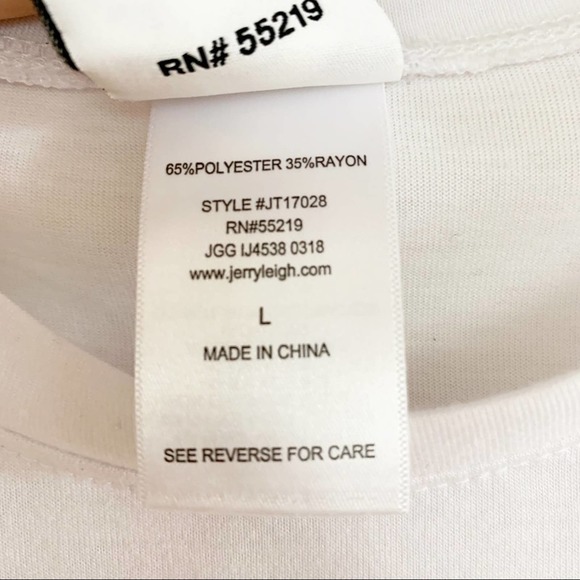 RN# 55219
65%POLYESTER 35%RAYON
STYLE #JT17028
RN#55219
JGG IJ4538 0318
www.jerryleigh.com
L
MADE IN CHINA
SEE REVERSE FOR CARE